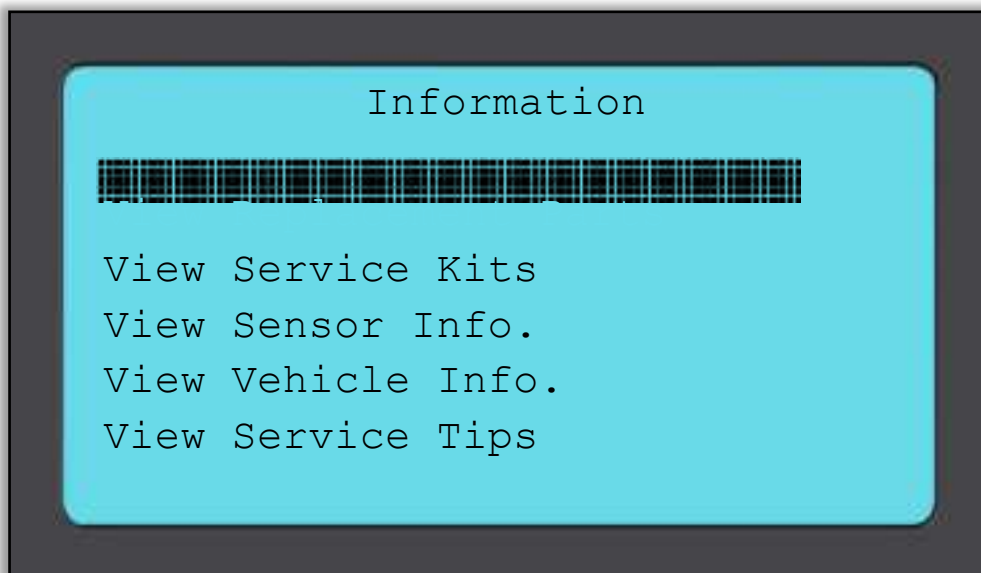 Information
View Service Kits
View Sensor Info.
View Vehicle Info.
View Service Tips